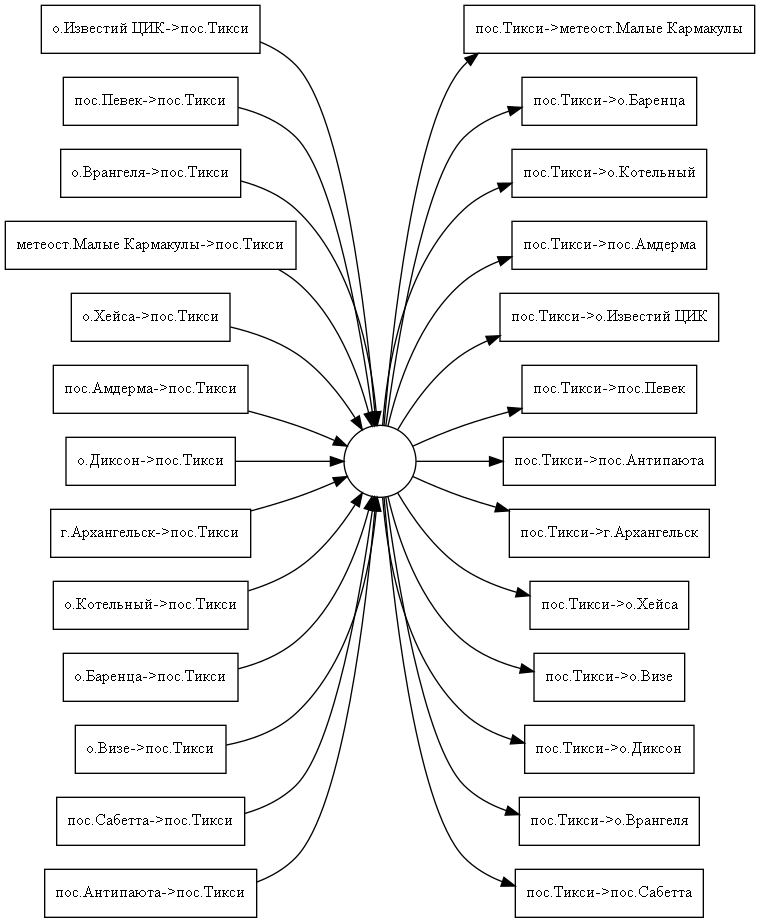 о.Известий ЦИК->пос.Тикси
пос.Певек->пос.Тикси
о.Врангеля->пос.Тикси
метеост.Малые Кармакулы->пос.Тикси
о.Хейса->пос.Тикси
пос.Амдерма->пос.Тикси
о.Диксон->пос.Тикси
г.Архангельск->пос.Тикси
о.Котельный->пос.Тикси
о.Баренца->пос.Тикси
о.Визе->пос.Тикси
пос.Сабетта->пос.Тикси
пос.Антипаюта->пос.Тикси
пос.Тикси->метеост.Малые Кармакулы
пос.Тикси->о.Баренца
пос.Тикси->о.Котельный
пос.Тикси->пос.Амдерма
пос.Тикси->о.Известий ЦИК
пос.Тикси->пос.Певек
пос.Тикси->пос.Антипаюта
пос.Тикси->г.Архангельск
пос.Тикси->о.Хейса
пос.Тикси->о.Визе
пос.Тикси->о.Диксон
пос.Тикси->о.Врангеля
пос.Тикси->пос.Сабетта